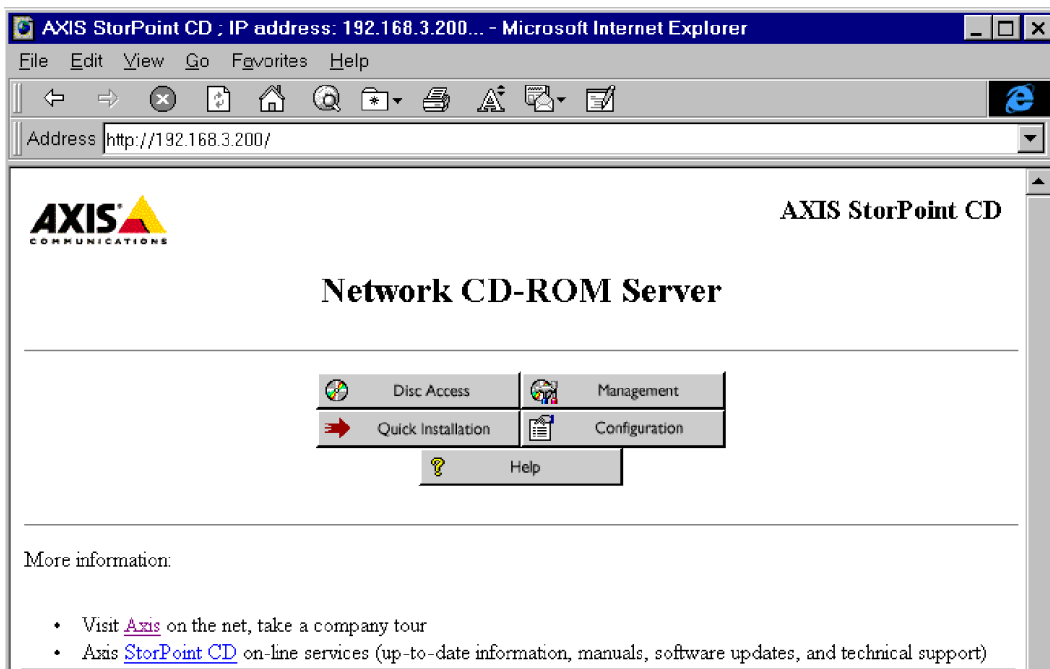 AXIS StorPoint CD ; IP address: 192.168.3.200... - Microsoft Internet Explorer
File Edit View Go Favorites Help
Address http://192.168.3.200/
AXIS
COMMUNICATIONS
AXIS StorPoint CD
Network CD-ROM Server
Disc Access Management
Quick Installation Configuration
Help
More information:
• Visit Axis on the net, take a company tour
• Axis StorPoint CD on-line services (up-to-date information, manuals, software updates, and technical support)